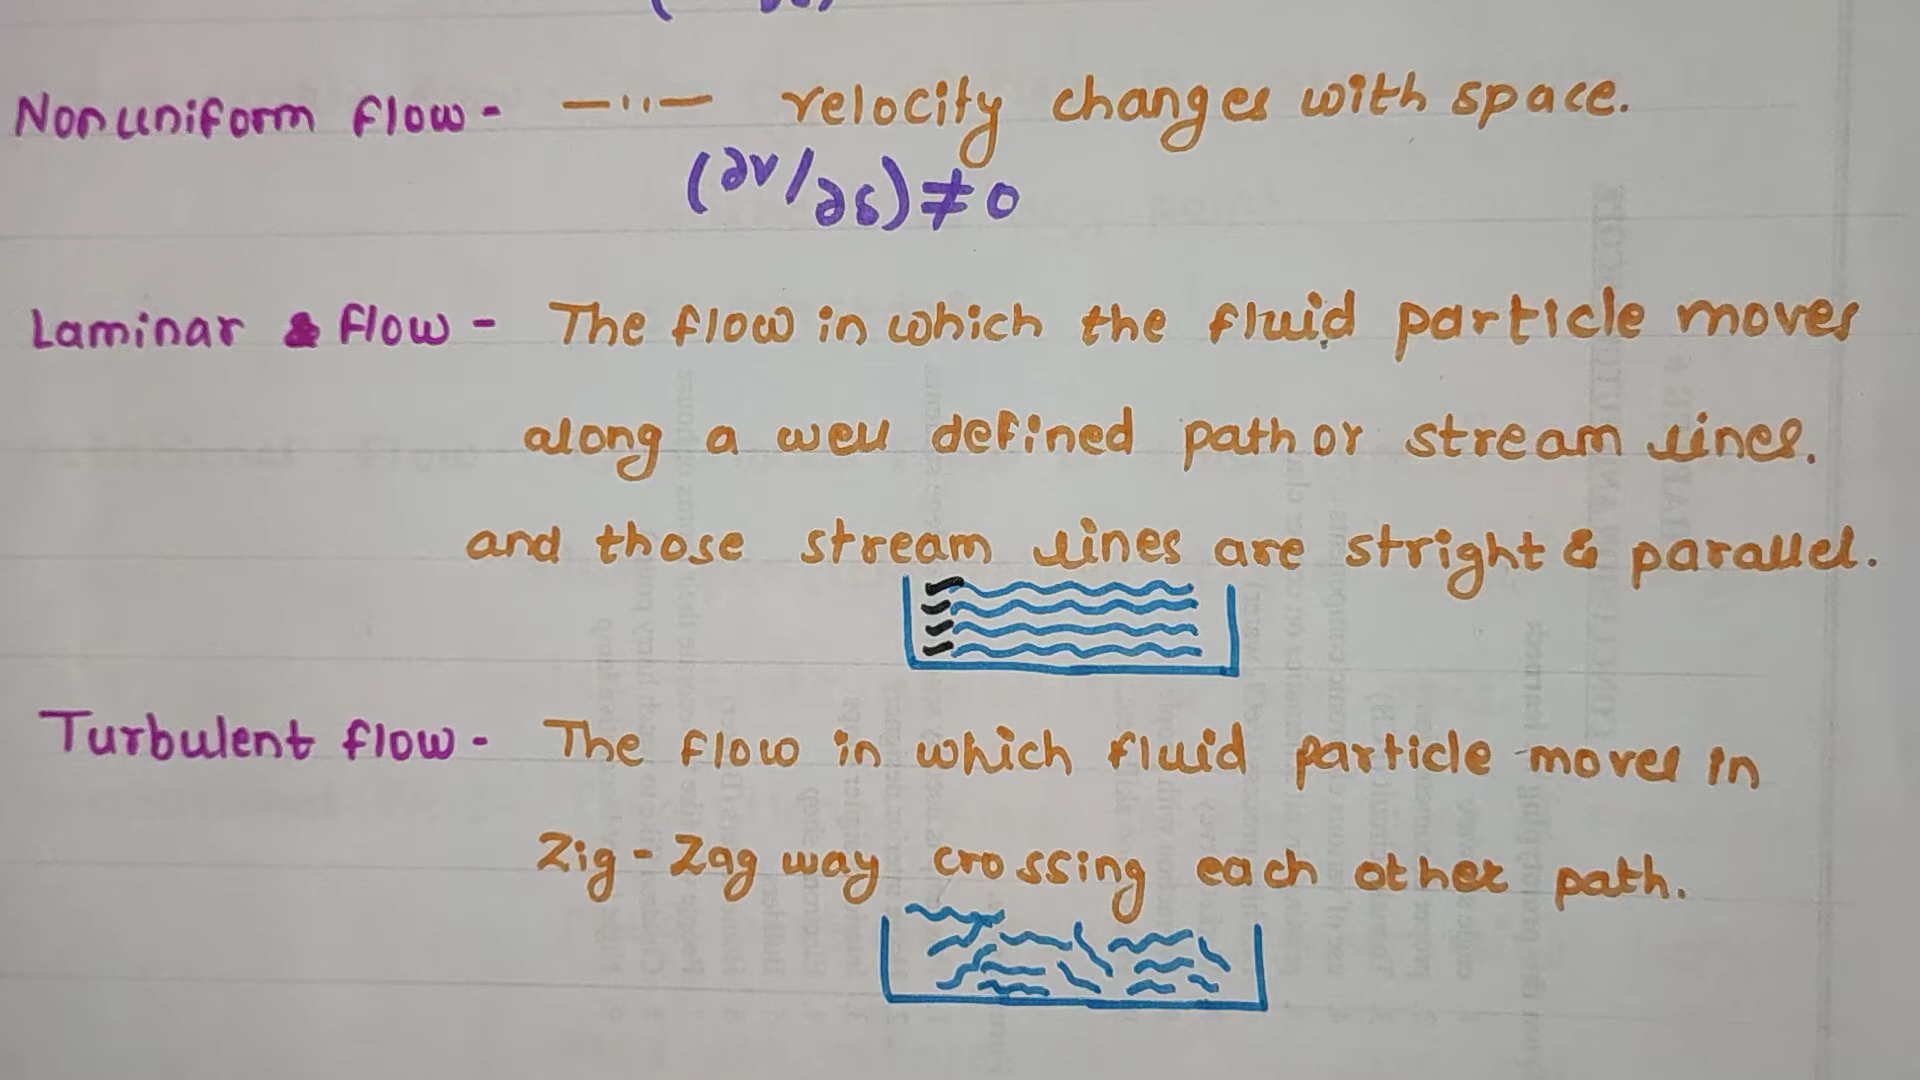 Nonuniform flow - —"— velocity changes with space.
(∂v/∂s)≠0
Laminar flow - The flow in which the fluid particle moves
along a well defined path or stream lines.
and those stream lines are stright & parallel.
Turbulent flow - The flow in which fluid particle moves in
Zig-Zag way crossing each other path.